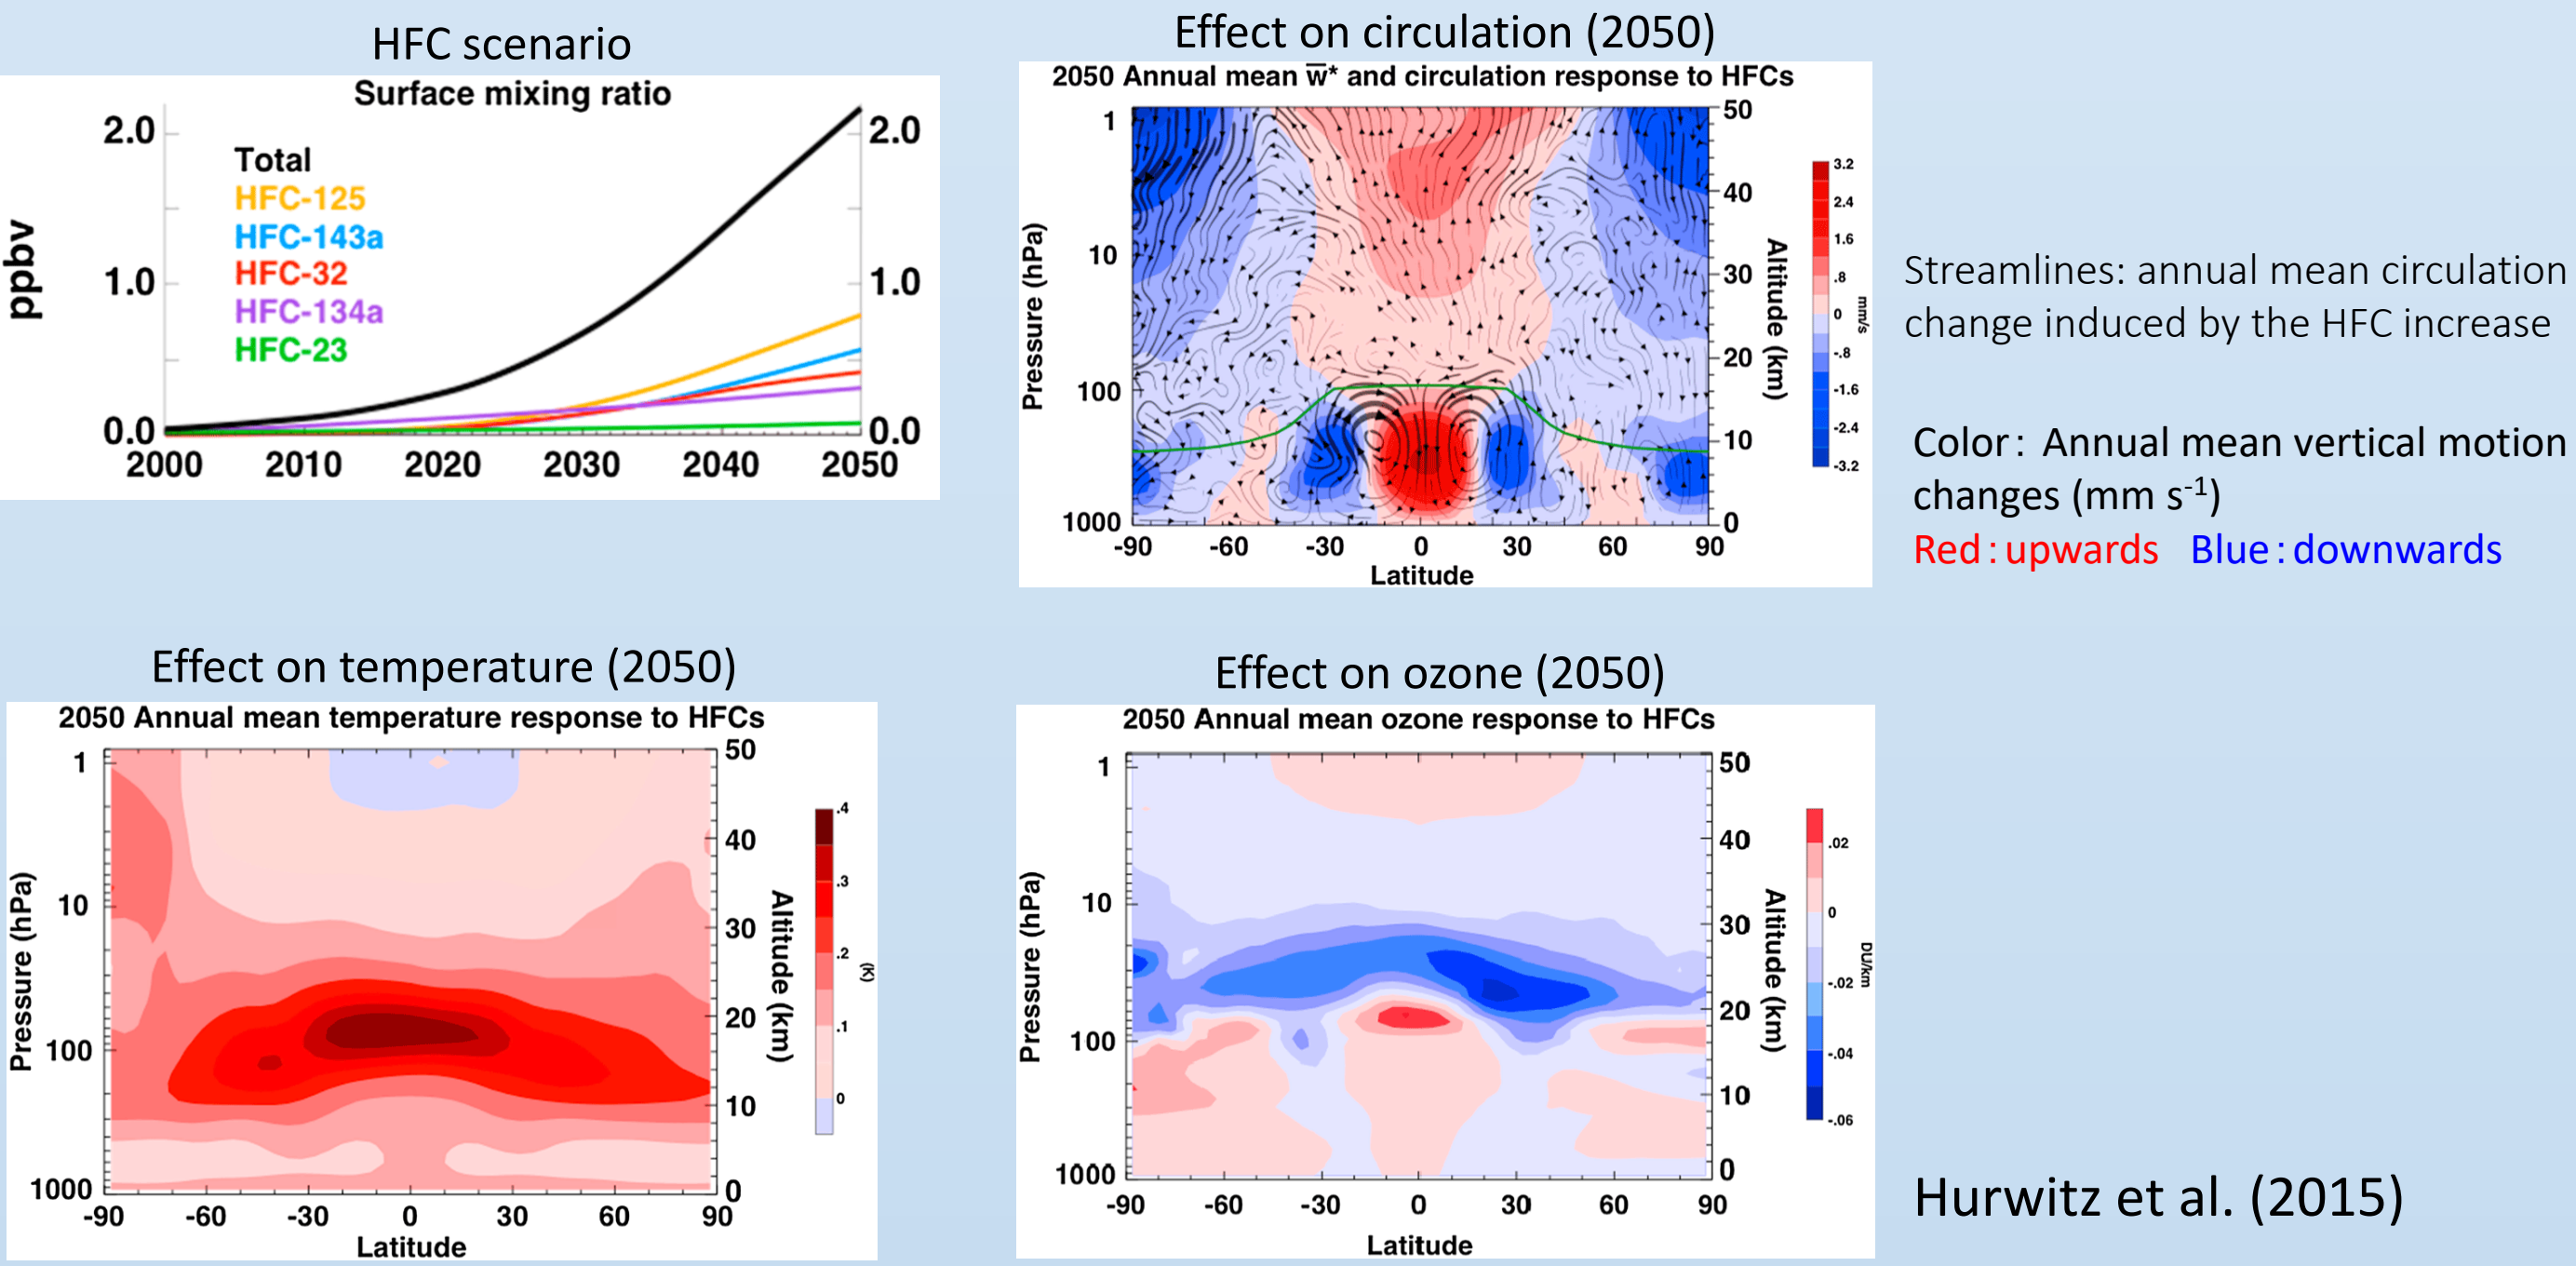 HFC scenario
Surface mixing ratio
2.0
2.0
Total
HFC-125
HFC-143a
HFC-32
HFC-134a
HFC-23
1.0
1.0
0.0
0.0
ppbv
2000 2010 2020 2030 2040 2050
Effect on circulation (2050)
2050 Annual mean w̅* and circulation response to HFCs
1
10
100
1000
Pressure (hPa)
50
40
30
20
10
0
Altitude (km)
-90 -60 -30 0 30 60 90
Latitude
3.2
2.4
1.6
.8
0
-.8
-1.6
-2.4
-3.2
mm/s
Streamlines: annual mean circulation
change induced by the HFC increase
Color: Annual mean vertical motion
changes (mm s⁻¹)
Red: upwards Blue: downwards
Effect on temperature (2050)
2050 Annual mean temperature response to HFCs
1
10
100
1000
Pressure (hPa)
50
40
30
20
10
0
Altitude (km)
-90 -60 -30 0 30 60 90
Latitude
.4
.3
.2
.1
0
(K)
Effect on ozone (2050)
2050 Annual mean ozone response to HFCs
1
10
100
1000
Pressure (hPa)
50
40
30
20
10
0
Altitude (km)
-90 -60 -30 0 30 60 90
Latitude
.02
0
-.02
-.04
-.06
DU/km
Hurwitz et al. (2015)